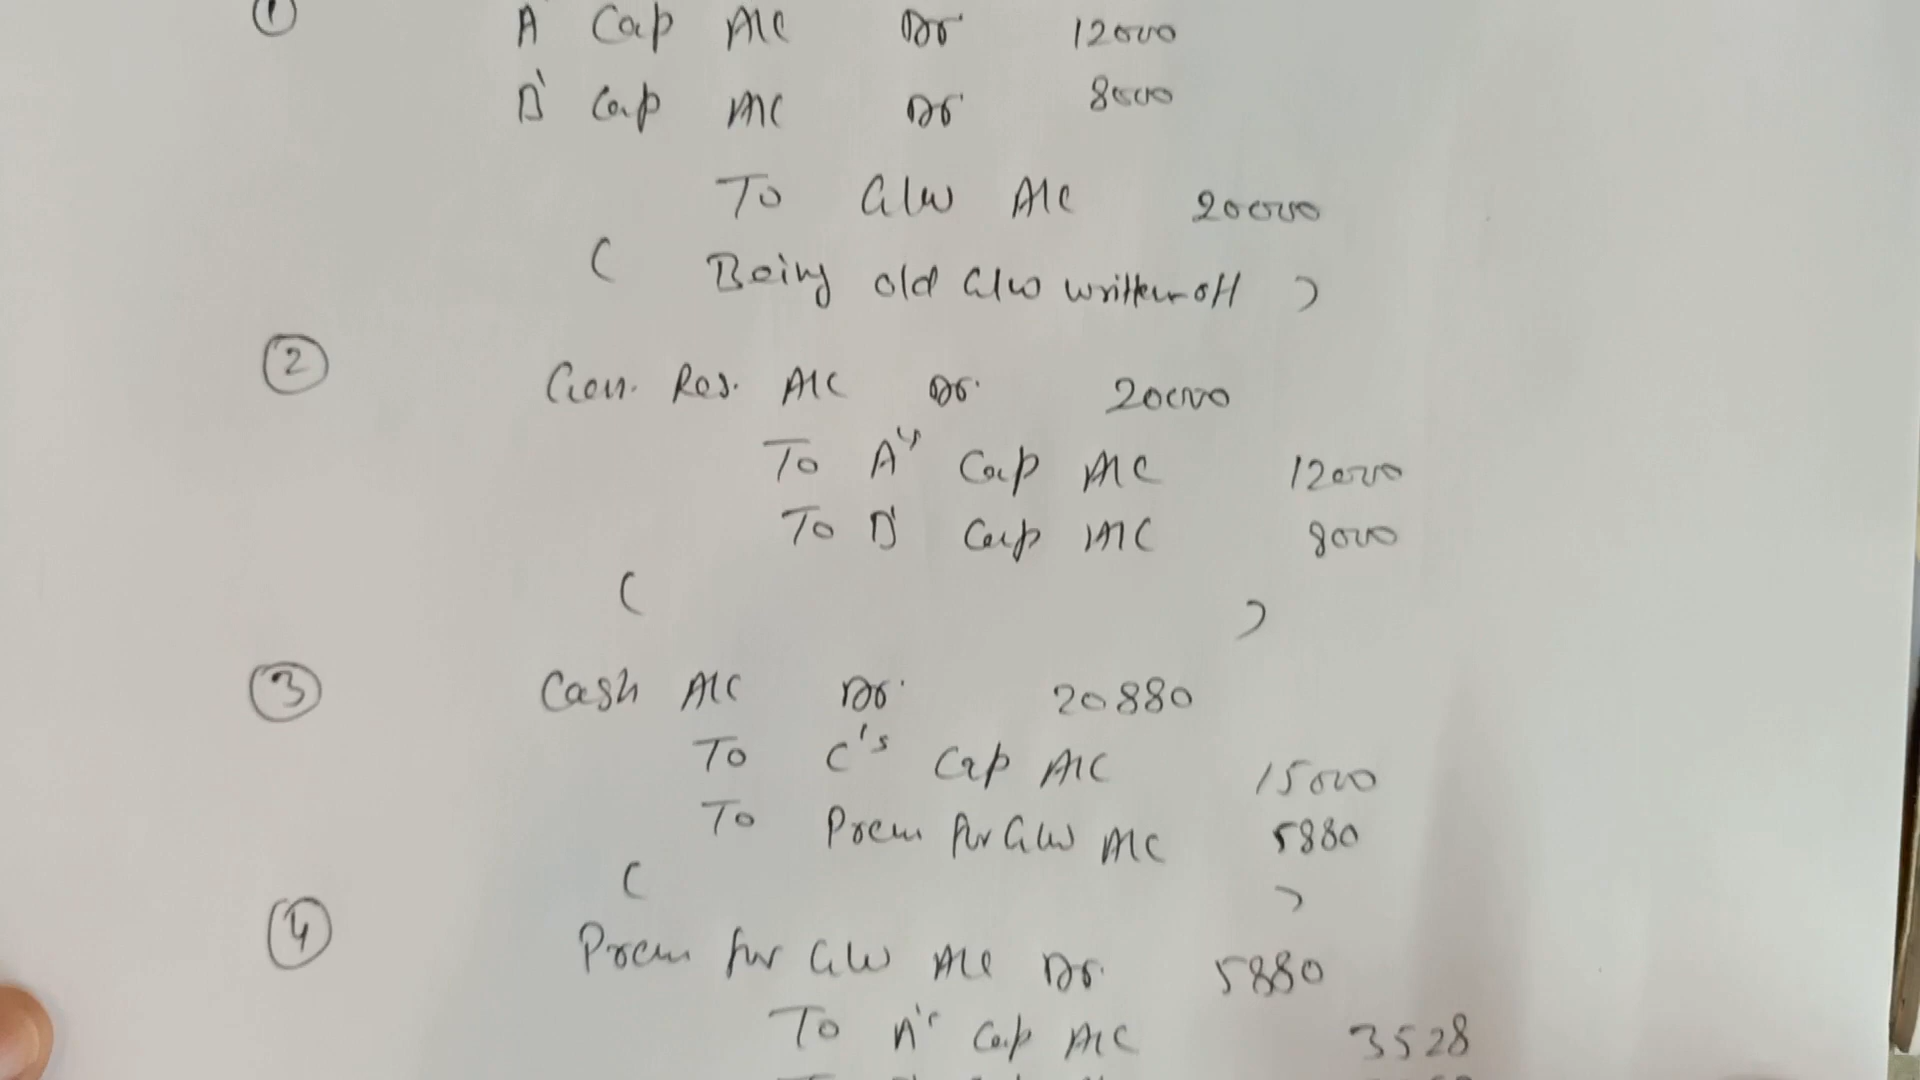 ① A Cap A/C Dr. 12000
B' Cap A/C Dr. 8000
To G/w A/C 20000
( Being old G/w written off )
② Gen. Res. A/C Dr. 20000
To A's Cap A/C 12000
To B' Cap A/C 8000
( )
③ Cash A/C Dr. 20880
To C's Cap A/C 15000
To Prem for G/w A/C 5880
( )
④ Prem for G/w A/C Dr. 5880
To A's Cap A/C 3528